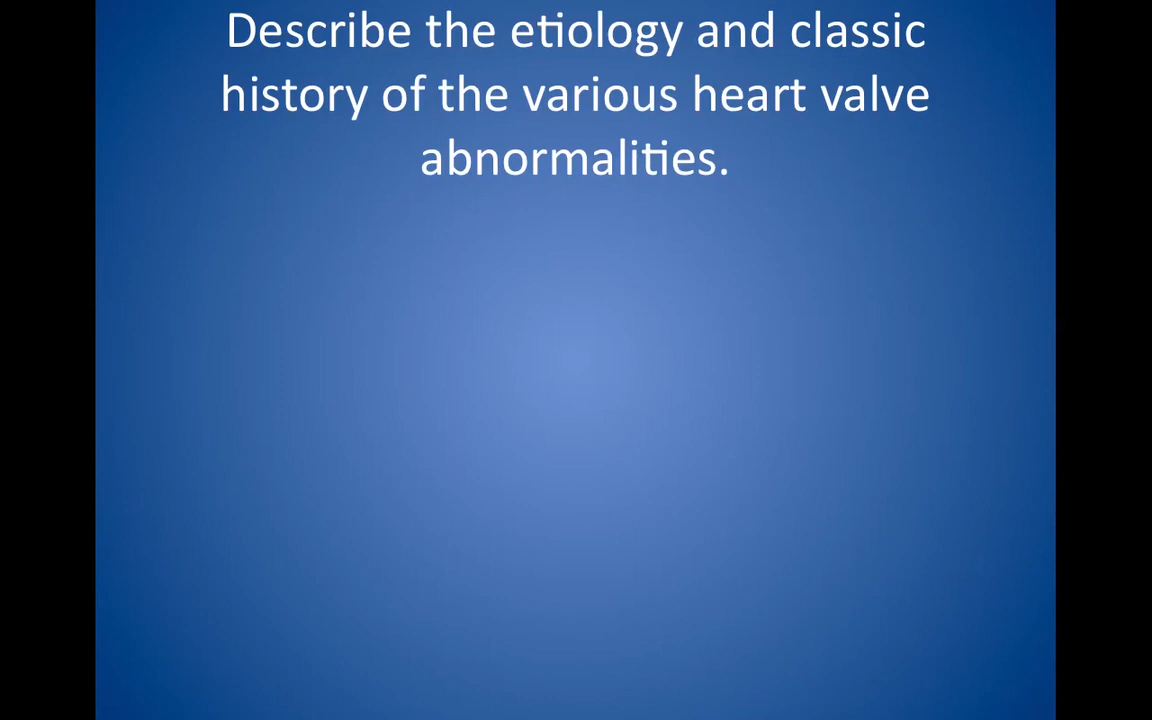 Describe the etiology and classic
history of the various heart valve
abnormalities.